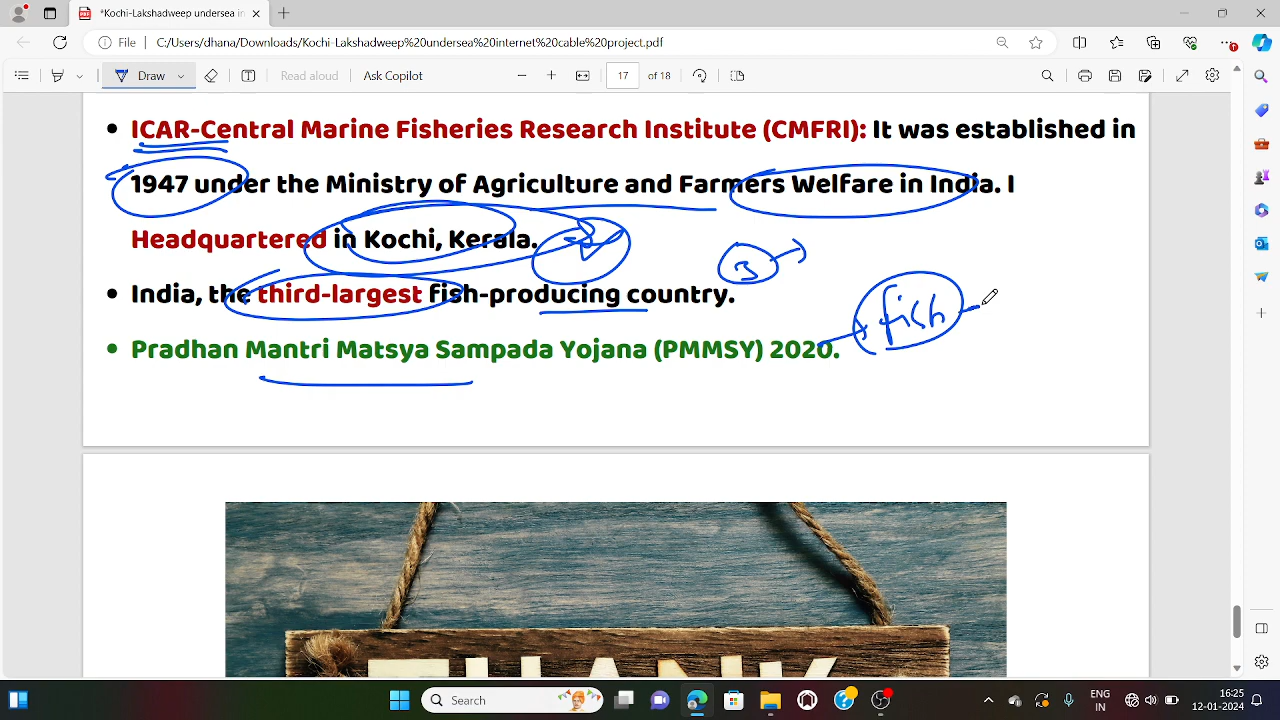 *Kochi-Lakshadweep undersea in
File C:/Users/dhana/Downloads/Kochi-Lakshadweep%20undersea%20internet%20cable%20project.pdf
Draw Read aloud Ask Copilot 17 of 18
• ICAR-Central Marine Fisheries Research Institute (CMFRI): It was established in
1947 under the Ministry of Agriculture and Farmers Welfare in India. I
Headquartered in Kochi, Kerala.
3
• India, the third-largest fish-producing country.
fish
• Pradhan Mantri Matsya Sampada Yojana (PMMSY) 2020.
THANK
Search
ENG
IN
16:25
12-01-2024